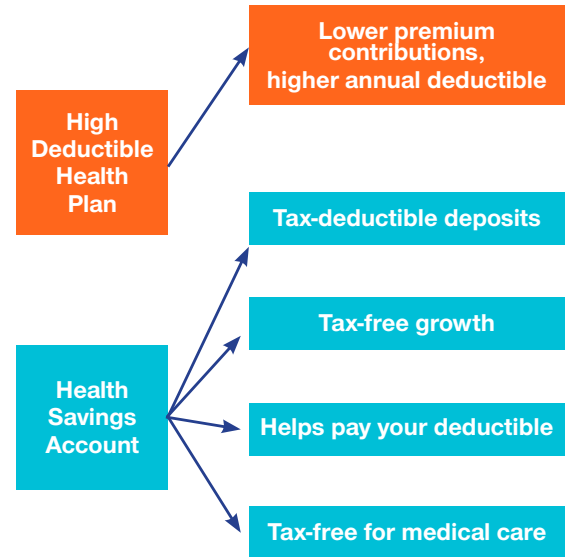 High
Deductible
Health
Plan
Lower premium
contributions,
higher annual deductible
Health
Savings
Account
Tax-deductible deposits
Tax-free growth
Helps pay your deductible
Tax-free for medical care